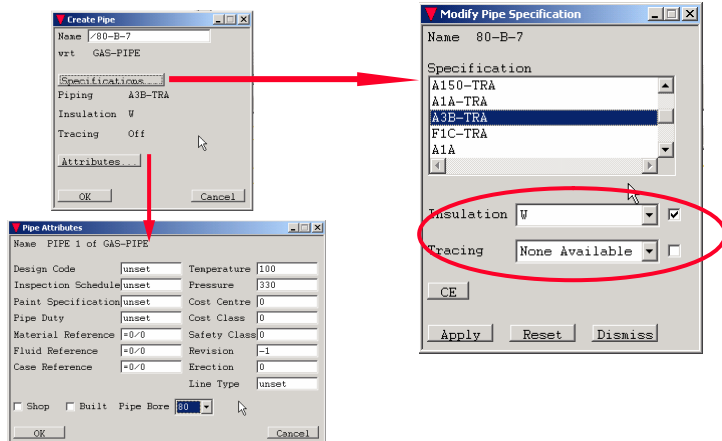 Create Pipe
Name /80-B-7
wrt GAS-PIPE
Specifications...
Piping A3B-TRA
Insulation W
Tracing Off
Attributes...
OK Cancel
Modify Pipe Specification
Name 80-B-7
Specification
A150-TRA
A1A-TRA
A3B-TRA
F1C-TRA
A1A
Insulation W
Tracing None Available
CE
Apply Reset Dismiss
Pipe Attributes
Name PIPE 1 of GAS-PIPE
Design Code unset Temperature 100
Inspection Schedule unset Pressure 330
Paint Specification unset Cost Centre 0
Pipe Duty unset Cost Class 0
Material Reference =0/0 Safety Class 0
Fluid Reference =0/0 Revision -1
Case Reference =0/0 Erection 0
Line Type unset
Shop Built Pipe Bore 80
OK Cancel